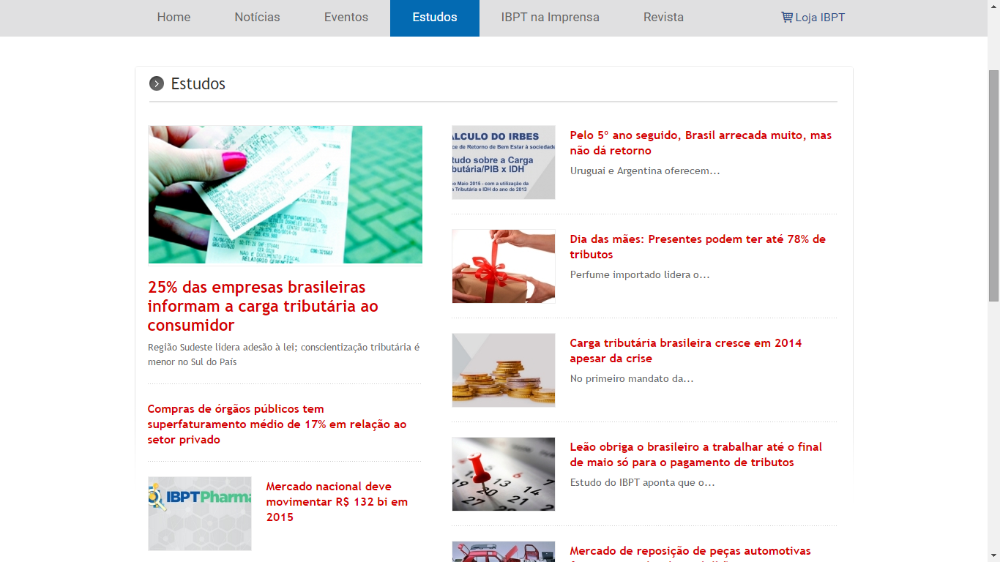 Home Notícias Eventos Estudos IBPT na Imprensa Revista Loja IBPT
Estudos
25% das empresas brasileiras
informam a carga tributária ao
consumidor
Região Sudeste lidera adesão à lei; conscientização tributária é
menor no Sul do País
Compras de órgãos públicos tem
superfaturamento médio de 17% em relação ao
setor privado
IBPTPharma
Mercado nacional deve
movimentar R$ 132 bi em
2015
ALCULO DO IRBES
ce de Retorno de Bem Estar à sociedade
tudo sobre a Carga
butária/PIB x IDH
o Maio 2015 - com a utilização da
a Tributária e IDH do ano de 2013
Pelo 5º ano seguido, Brasil arrecada muito, mas
não dá retorno
Uruguai e Argentina oferecem...
Dia das mães: Presentes podem ter até 78% de
tributos
Perfume importado lidera o...
Carga tributária brasileira cresce em 2014
apesar da crise
No primeiro mandato da...
Leão obriga o brasileiro a trabalhar até o final
de maio só para o pagamento de tributos
Estudo do IBPT aponta que o...
Mercado de reposição de peças automotivas